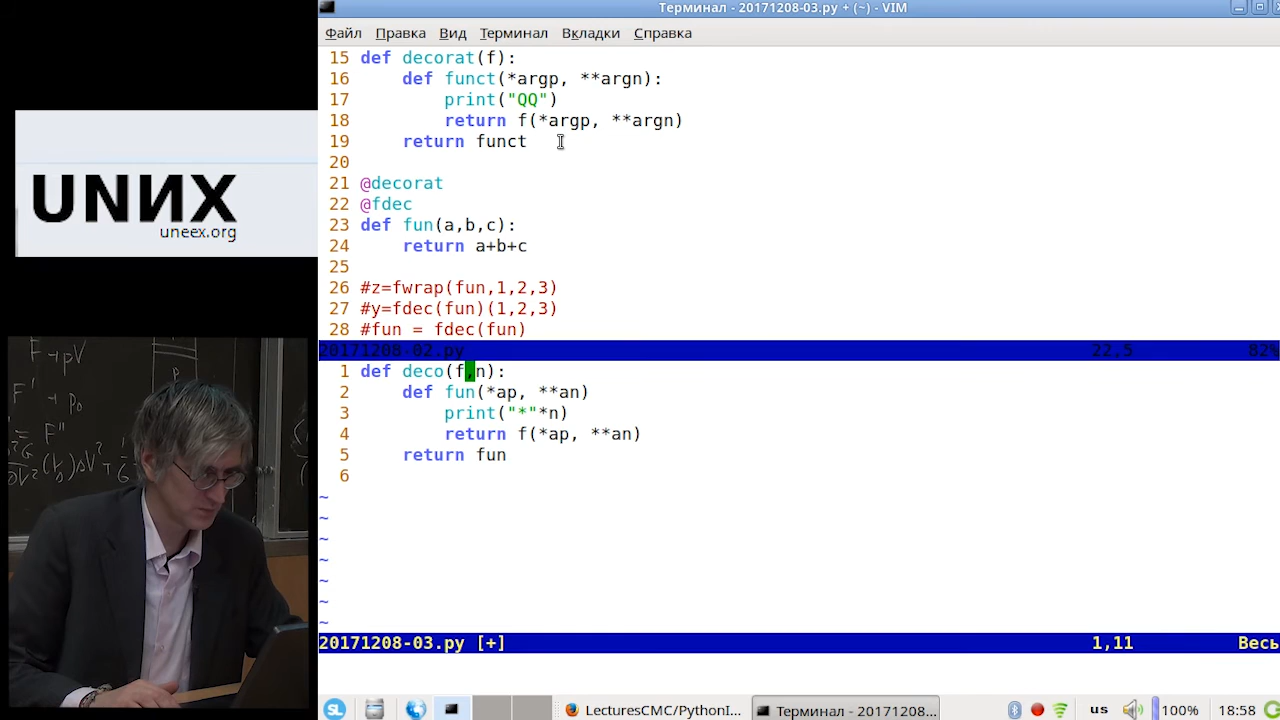 Терминал - 20171208-03.py + (~) - VIM
Файл Правка Вид Терминал Вкладки Справка
15 def decorat(f):
16     def funct(*argp, **argn):
17         print("QQ")
18         return f(*argp, **argn)
19     return funct
20
21 @decorat
22 @fdec
23 def fun(a,b,c):
24     return a+b+c
25
26 #z=fwrap(fun,1,2,3)
27 #y=fdec(fun)(1,2,3)
28 #fun = fdec(fun)
20171208-02.py 22,5 82%
1 def deco(f,n):
2     def fun(*ap, **an)
3         print("*"*n)
4         return f(*ap, **an)
5     return fun
6
~
~
~
~
~
~
~
20171208-03.py [+] 1,11 Весь
LecturesCMC/PythonI... Терминал - 20171208... us 100% 18:58
UNИX
uneex.org
F→pV
F'→p₀
F"